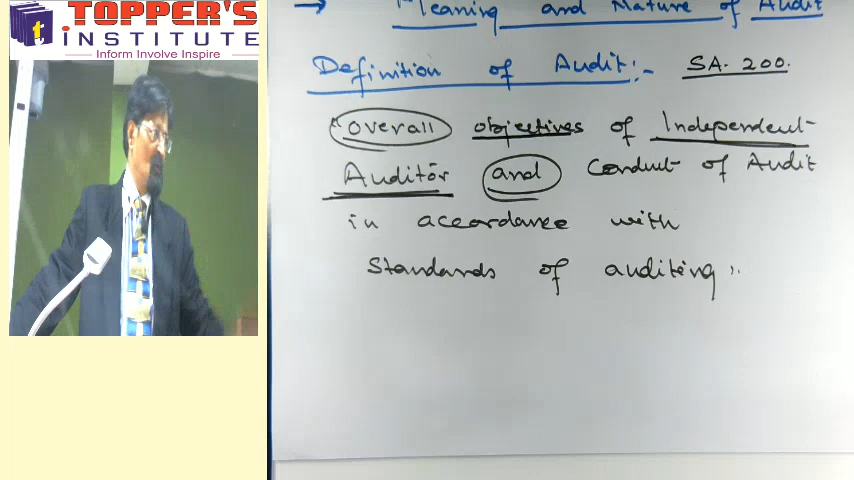 TOPPER'S
iNSTITUTE
Inform Involve Inspire
→ Meaning and Nature of Audit
Definition of Audit:- SA. 200.
"Overall objectives of Independent
Auditor and Conduct of Audit
in accordance with
Standards of auditing